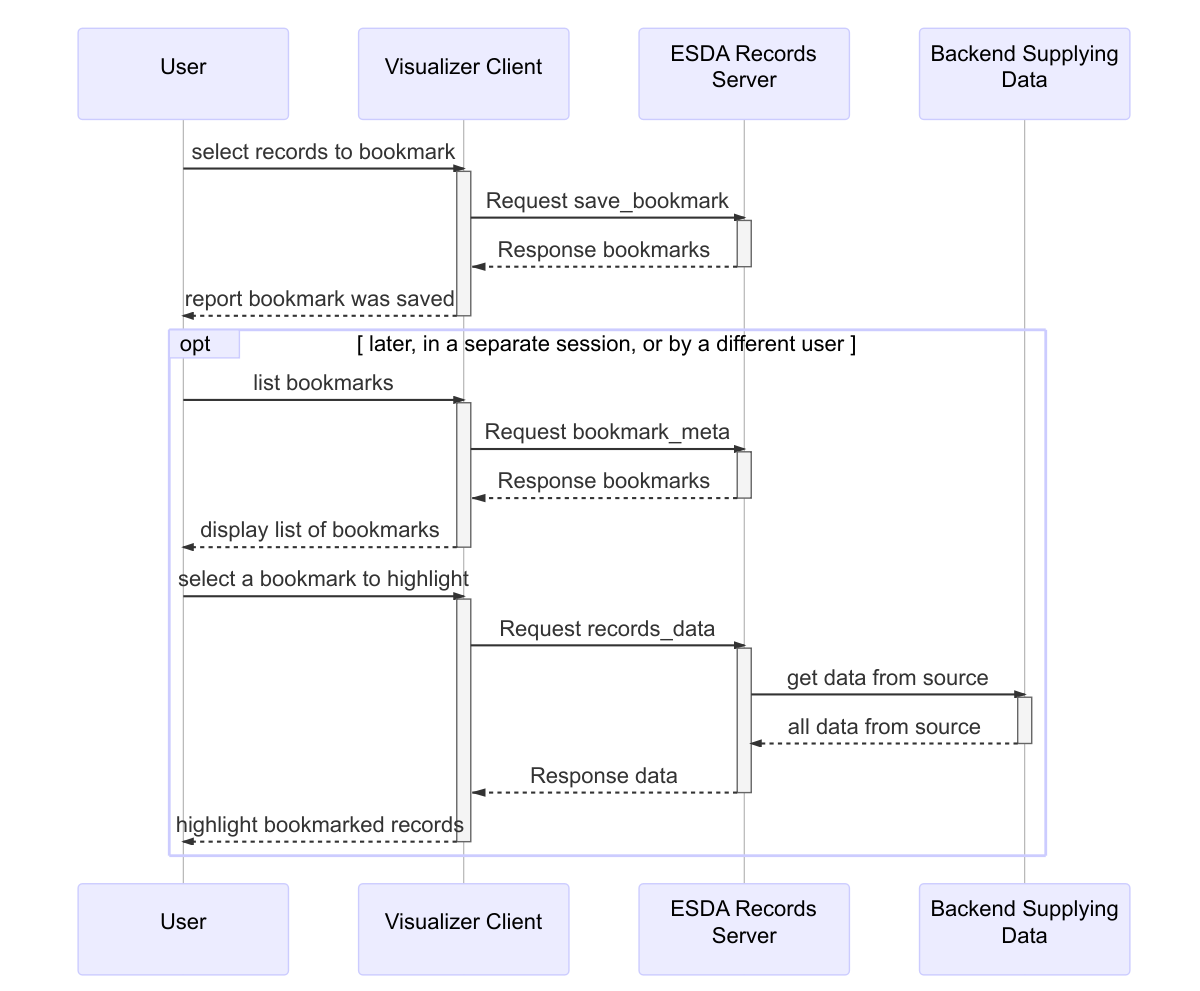 User
Visualizer Client
ESDA Records
Server
Backend Supplying
Data
select records to bookmark
Request save_bookmark
Response bookmarks
report bookmark was saved
opt
[ later, in a separate session, or by a different user ]
list bookmarks
Request bookmark_meta
Response bookmarks
display list of bookmarks
select a bookmark to highlight
Request records_data
get data from source
all data from source
Response data
highlight bookmarked records
User
Visualizer Client
ESDA Records
Server
Backend Supplying
Data